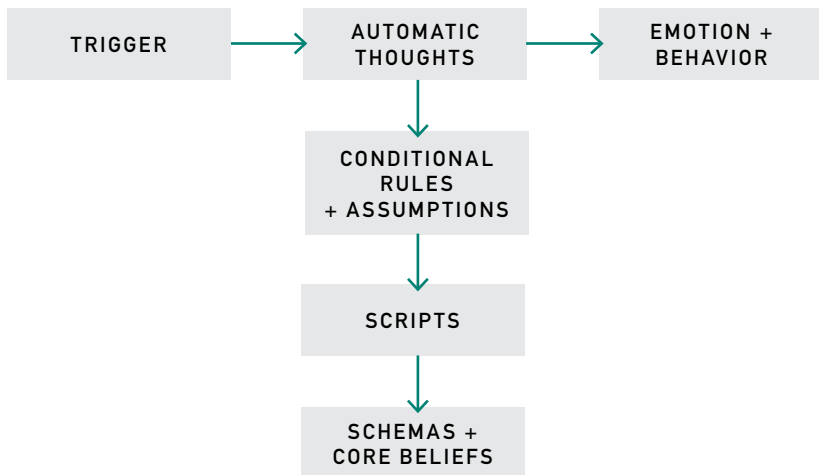 TRIGGER
AUTOMATIC
THOUGHTS
EMOTION +
BEHAVIOR
CONDITIONAL
RULES
+ ASSUMPTIONS
SCRIPTS
SCHEMAS +
CORE BELIEFS